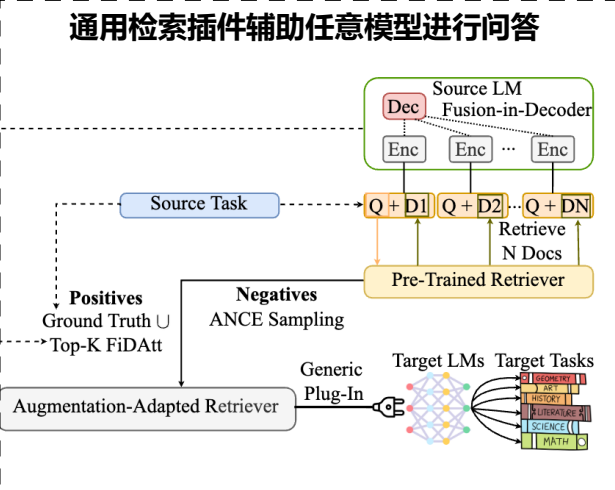 通用检索插件辅助任意模型进行问答
Source LM
Fusion-in-Decoder
Dec
Enc
Enc
...
Enc
Source Task
Q + D1
Q + D2
...
Q + DN
Retrieve
N Docs
Pre-Trained Retriever
Positives
Ground Truth ∪
Top-K FiDAtt
Negatives
ANCE Sampling
Augmentation-Adapted Retriever
Generic
Plug-In
Target LMs
Target Tasks
GEOMETRY
ART
HISTORY
LITERATURE
SCIENCE
MATH